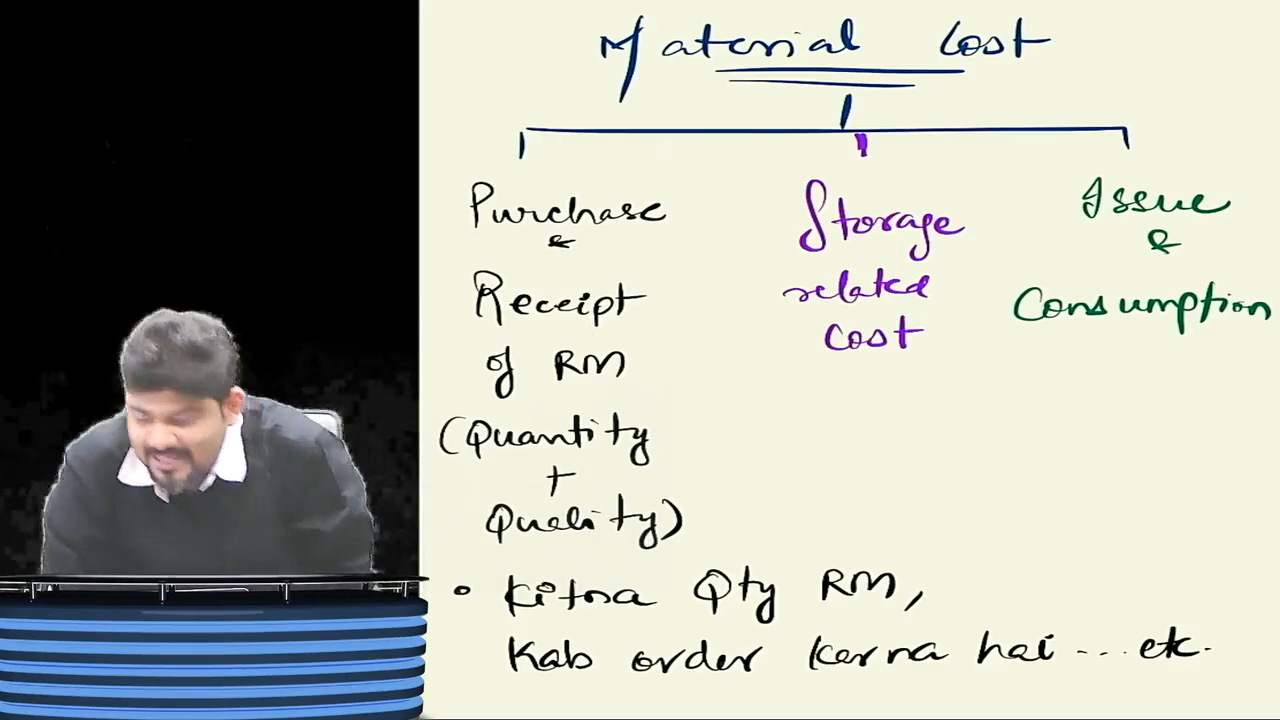 Material Cost
Purchase
&
Receipt
of RM
(Quantity
+
Quality)
Storage
related
cost
Issue
&
Consumption
• Kitna Qty RM,
Kab order karna hai ... etc.